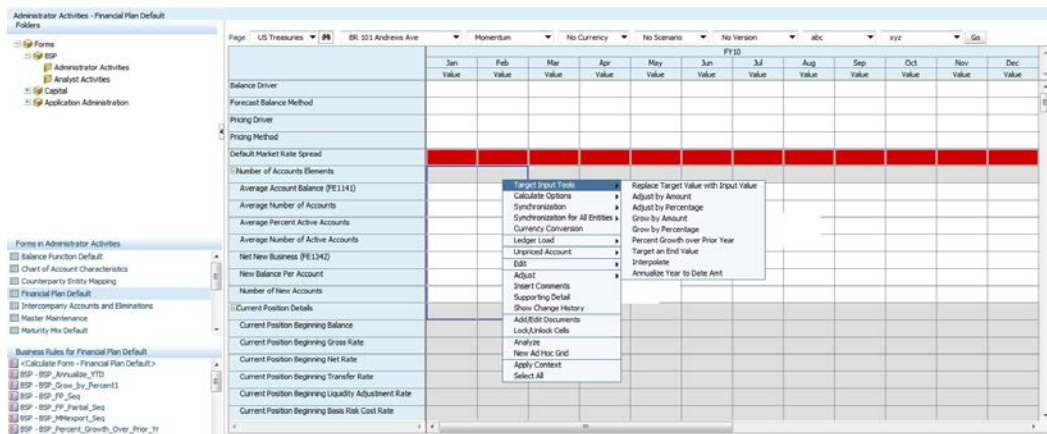 Administrator Activities - Financial Plan Default
Folders
Forms
BSP
Administrator Activities
Analyst Activities
Capital
Application Administration
Forms in Administrator Activities
Balance Function Default
Chart of Account Characteristics
Counterparty Entity Mapping
Financial Plan Default
Intercompany Accounts and Eliminations
Master Maintenance
Maturity Mix Default
Business Rules for Financial Plan Default
<Calculate Form - Financial Plan Default>
BSP - BSP_Annualize_YTD
BSP - BSP_Grow_by_Percent1
BSP - BSP_FP_Seq
BSP - BSP_FP_Partial_Seq
BSP - BSP_MMexport_Seq
BSP - BSP_Percent_Growth_Over_Prior_Yr
Page US Treasuries BR 101 Andrews Ave Momentum No Currency No Scenario No Version abc xyz Go
FY10
Jan Feb Mar Apr May Jun Jul Aug Sep Oct Nov Dec
Value Value Value Value Value Value Value Value Value Value Value Value
Balance Driver
Forecast Balance Method
Pricing Driver
Pricing Method
Default Market Rate Spread
Number of Accounts Elements
Average Account Balance (FE1141)
Average Number of Accounts
Average Percent Active Accounts
Average Number of Active Accounts
Net New Business (FE1342)
New Balance Per Account
Number of New Accounts
Current Position Details
Current Position Beginning Balance
Current Position Beginning Gross Rate
Current Position Beginning Net Rate
Current Position Beginning Transfer Rate
Current Position Beginning Liquidity Adjustment Rate
Current Position Beginning Basis Risk Cost Rate
Target Input Tools
Calculate Options
Synchronization
Synchronization for All Entities
Currency Conversion
Ledger Load
Unpriced Account
Edit
Adjust
Insert Comments
Supporting Detail
Show Change History
Add/Edit Documents
Lock/Unlock Cells
Analyze
New Ad Hoc Grid
Apply Context
Select All
Replace Target Value with Input Value
Adjust by Amount
Adjust by Percentage
Grow by Amount
Grow by Percentage
Percent Growth over Prior Year
Target an End Value
Interpolate
Annualize Year to Date Amt